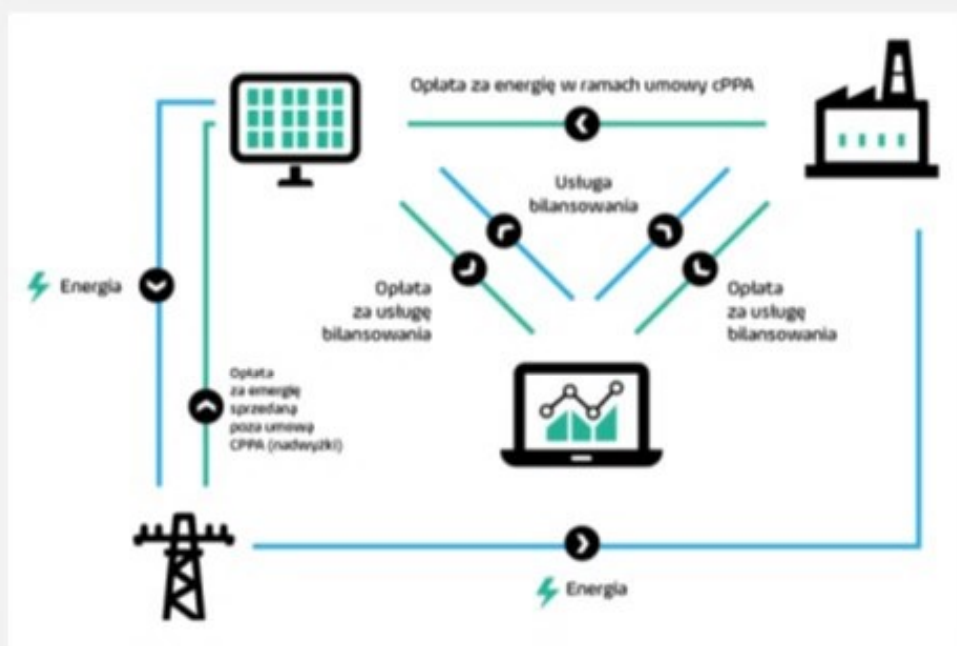 Opłata za energię w ramach umowy cPPA
Usługa
bilansowania
Energia
Opłata
za usługę
bilansowania
Opłata
za usługę
bilansowania
Opłata
za emergię
sprzedaną
poza umową
CPPA (nadwyżki)
Energia